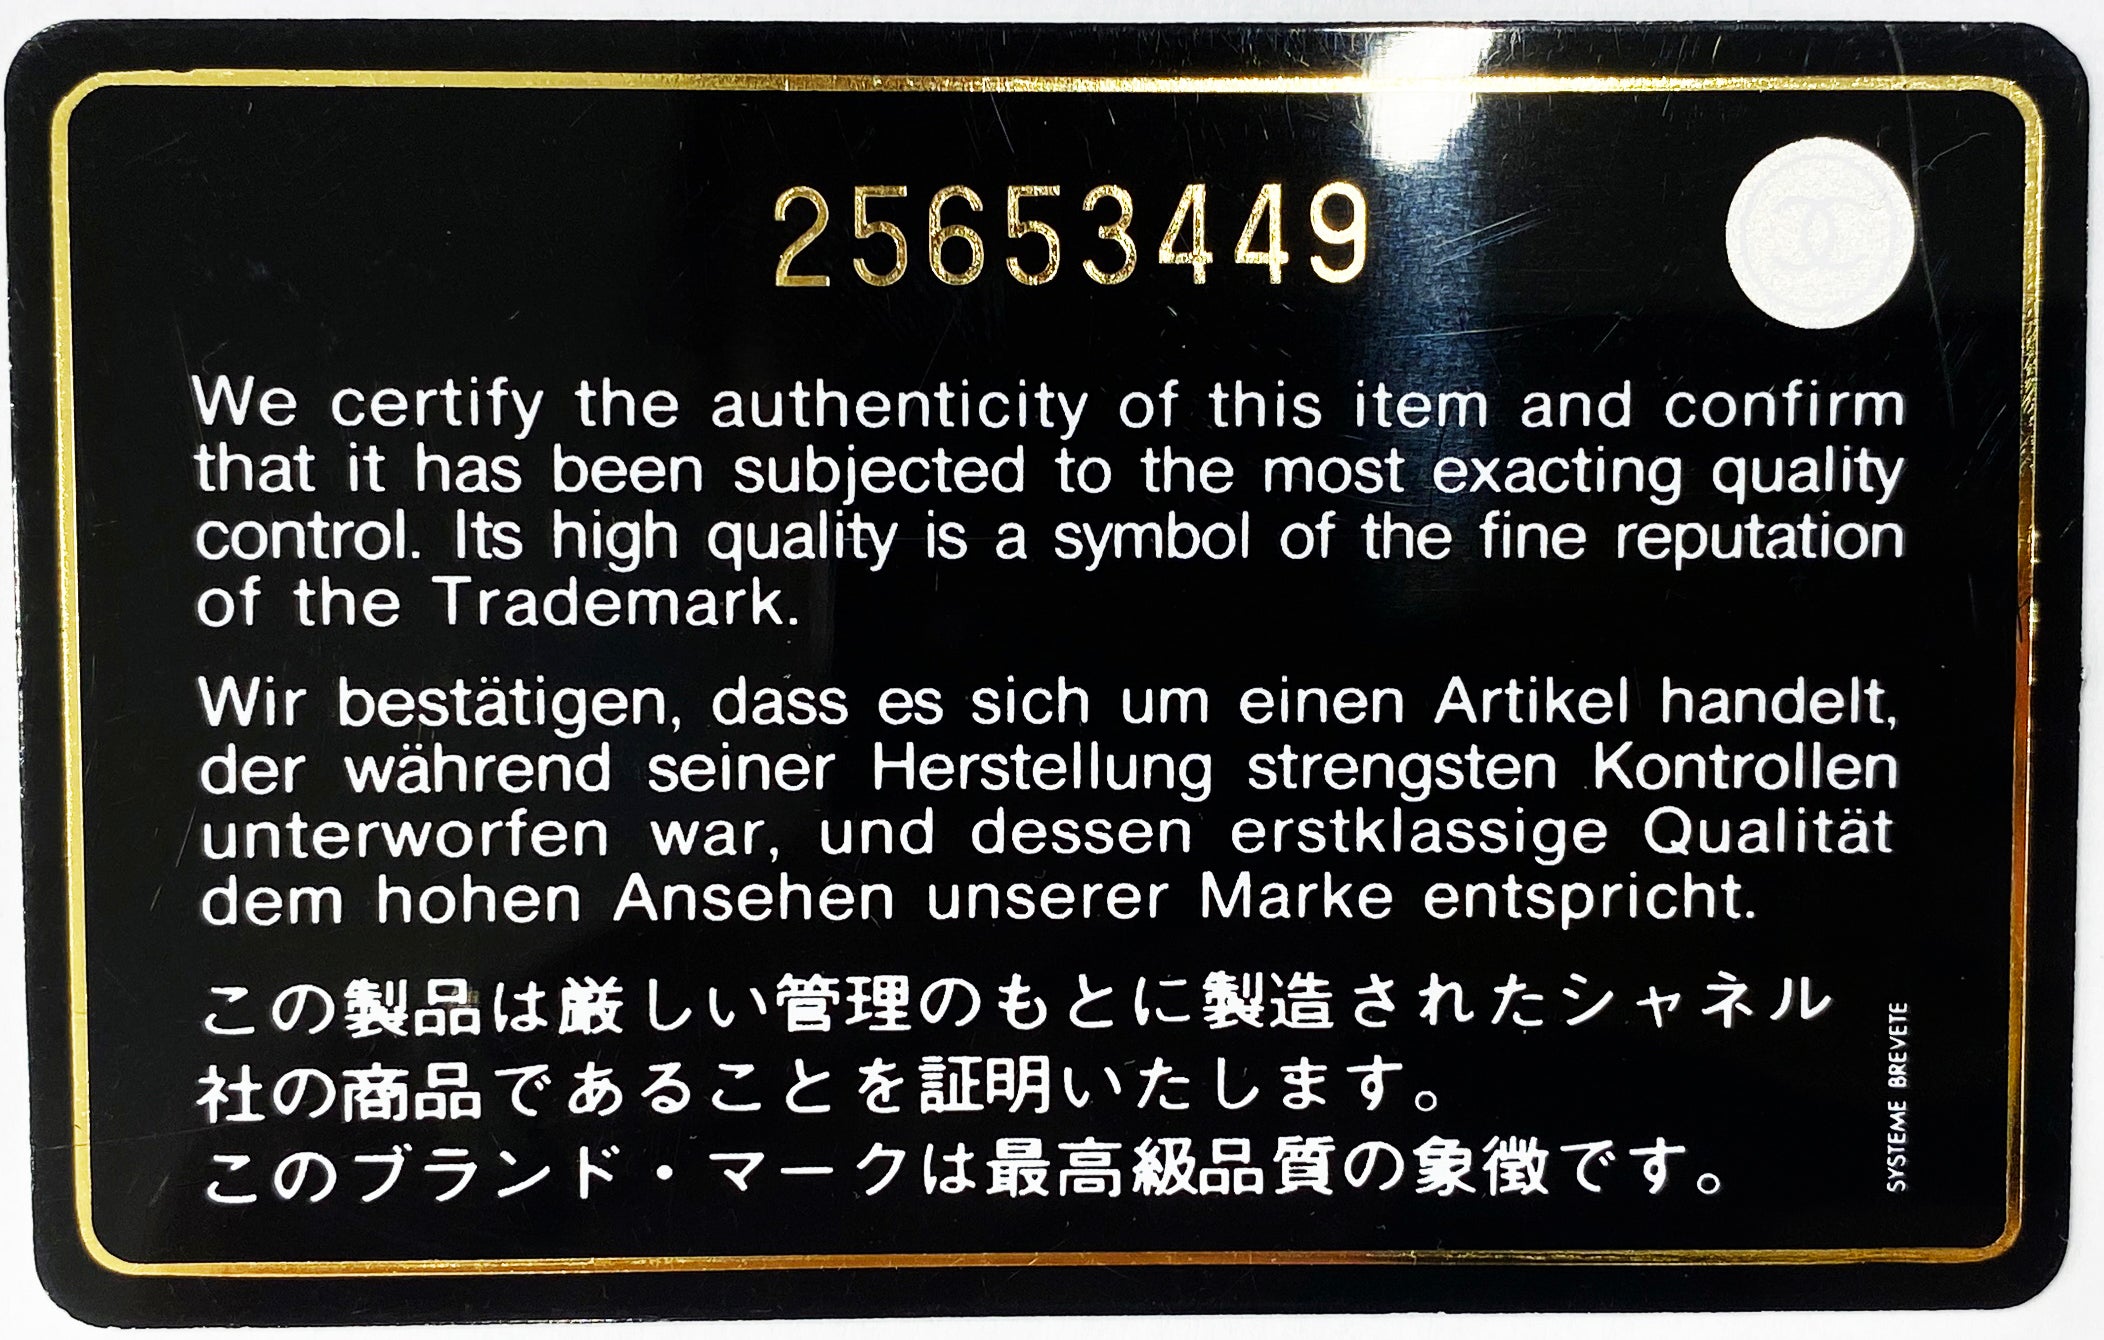 25653449
We certify the authenticity of this item and confirm
that it has been subjected to the most exacting quality
control. Its high quality is a symbol of the fine reputation
of the Trademark.
Wir bestätigen, dass es sich um einen Artikel handelt,
der während seiner Herstellung strengsten Kontrollen
unterworfen war, und dessen erstklassige Qualität
dem hohen Ansehen unserer Marke entspricht.
この製品は厳しい管理のもとに製造されたシャネル
社の商品であることを証明いたします。
このブランド・マークは最高級品質の象徴です。
SYSTEME BREVETE